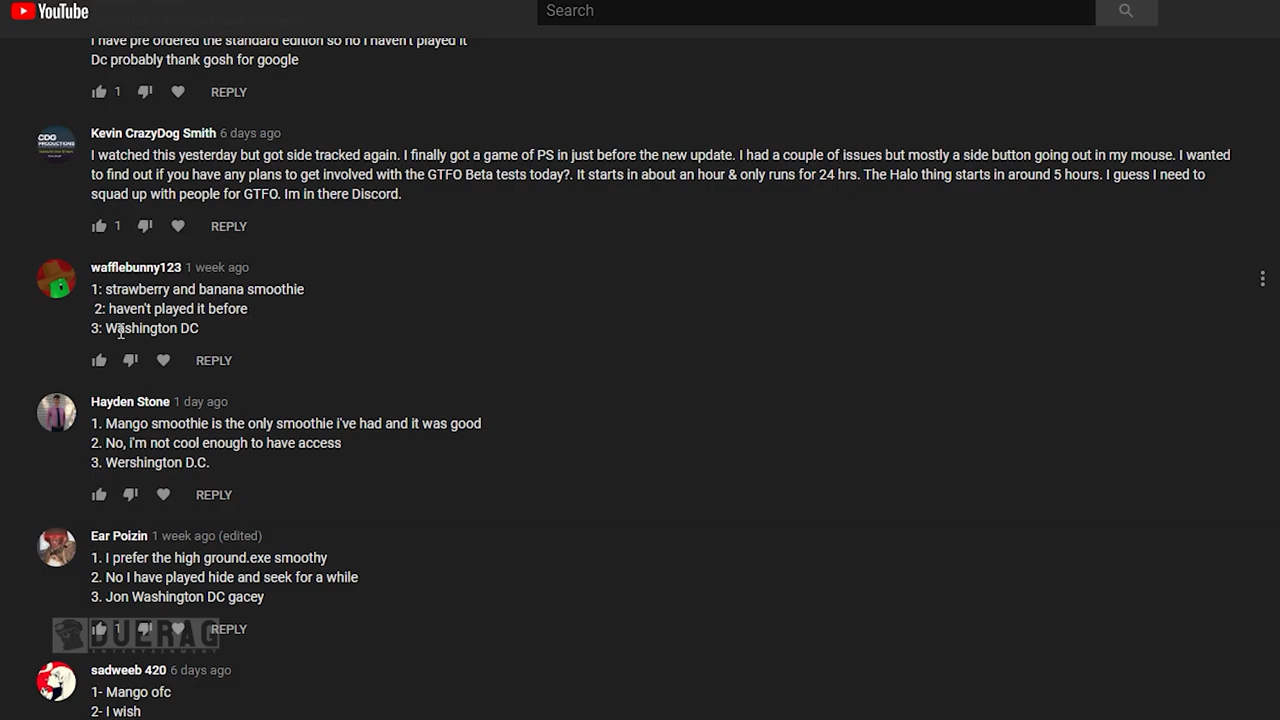 YouTube
Search
I have pre ordered the standard edition so no I haven't played it
Dc probably thank gosh for google
1 REPLY
Kevin CrazyDog Smith 6 days ago
I watched this yesterday but got side tracked again. I finally got a game of PS in just before the new update. I had a couple of issues but mostly a side button going out in my mouse. I wanted
to find out if you have any plans to get involved with the GTFO Beta tests today?. It starts in about an hour & only runs for 24 hrs. The Halo thing starts in around 5 hours. I guess I need to
squad up with people for GTFO. Im in there Discord.
1 REPLY
wafflebunny123 1 week ago
1: strawberry and banana smoothie
2: haven't played it before
3: Washington DC
REPLY
Hayden Stone 1 day ago
1. Mango smoothie is the only smoothie i've had and it was good
2. No, i'm not cool enough to have access
3. Wershington D.C.
REPLY
Ear Poizin 1 week ago (edited)
1. I prefer the high ground.exe smoothy
2. No I have played hide and seek for a while
3. Jon Washington DC gacey
1 REPLY
DUERAG
ENTERTAINMENT
sadweeb 420 6 days ago
1- Mango ofc
2- I wish